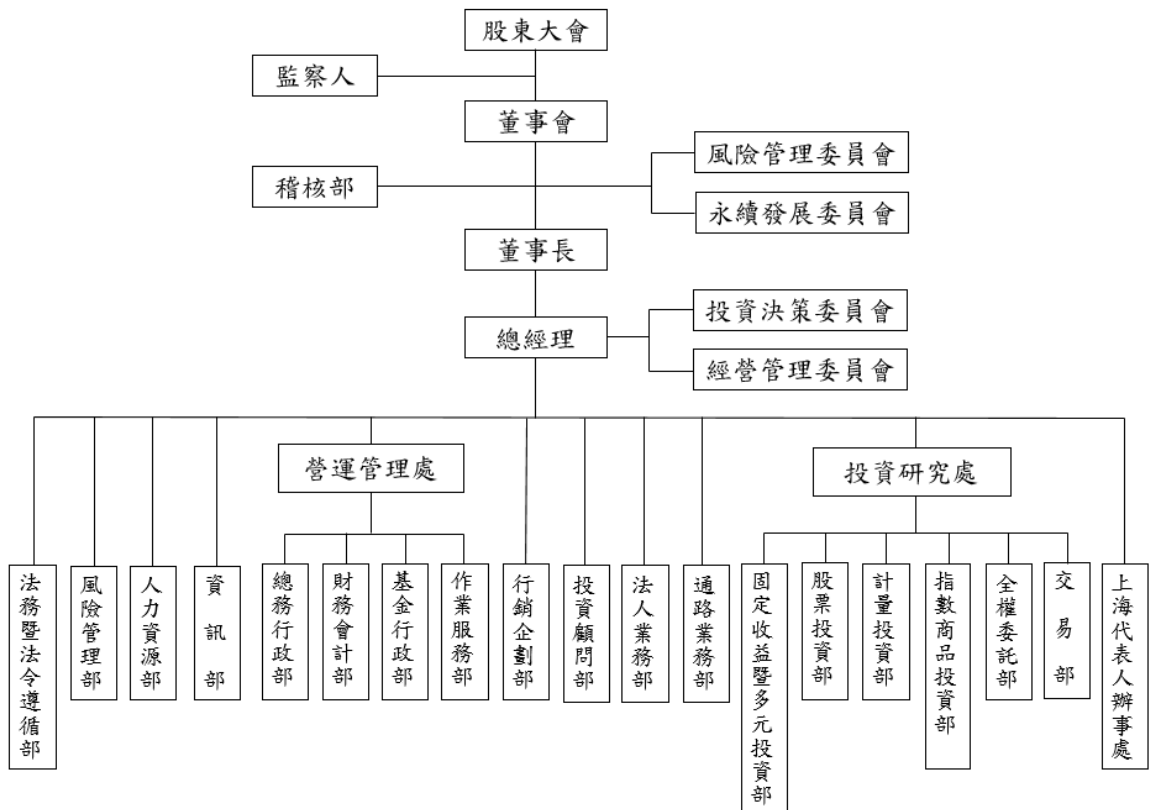 股東大會
監察人
董事會
風險管理委員會
稽核部
永續發展委員會
董事長
投資決策委員會
總經理
經營管理委員會
營運管理處
投資研究處
法務暨法令遵循部
風險管理部
人力資源部
資訊部
總務行政部
財務會計部
基金行政部
作業服務部
行銷企劃部
投資顧問部
法人業務部
通路業務部
固定收益暨多元投資部
股票投資部
計量投資部
指數商品投資部
全權委託部
交易部
上海代表人辦事處